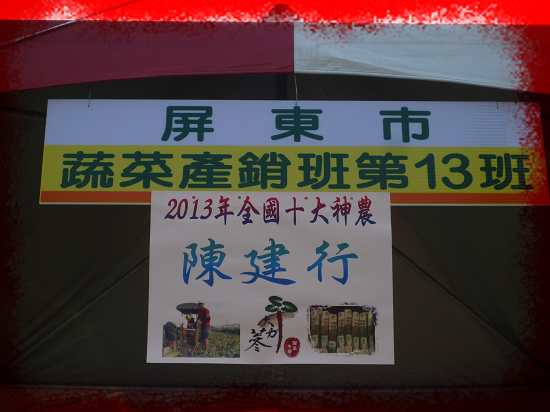 屏東市
蔬菜產銷班第13班
2013年全國十大神農
陳建行